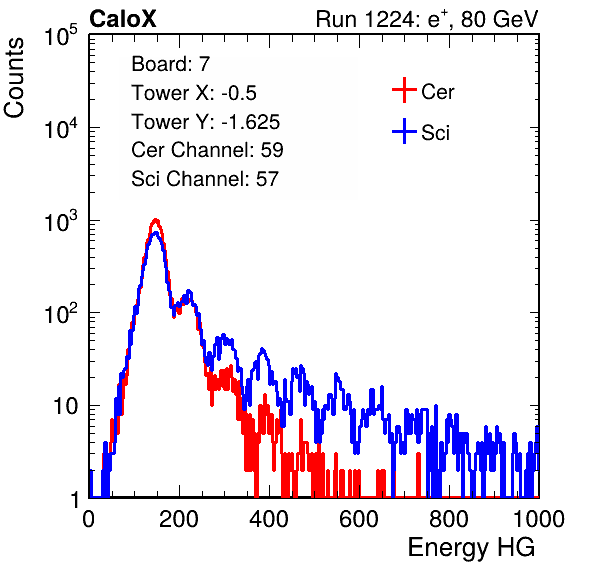 CaloX Run 1224: e⁺, 80 GeV
Counts
Board: 7
Tower X: -0.5
Tower Y: -1.625
Cer Channel: 59
Sci Channel: 57
Cer
Sci
10⁵
10⁴
10³
10²
10
1
0 200 400 600 800 1000
Energy HG